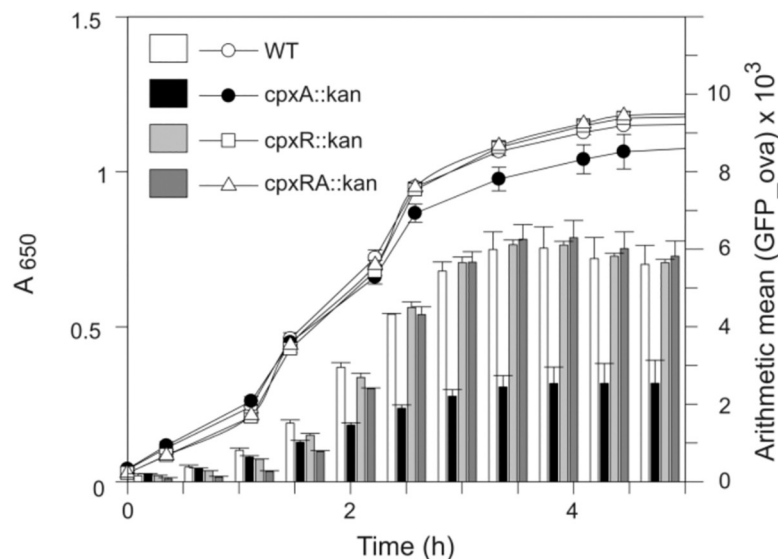 1.5
1
0.5
0
A 650
WT
cpxA::kan
cpxR::kan
cpxRA::kan
10
8
6
4
2
0
Arithmetic mean (GFP_ova) x 10³
0
2
4
Time (h)